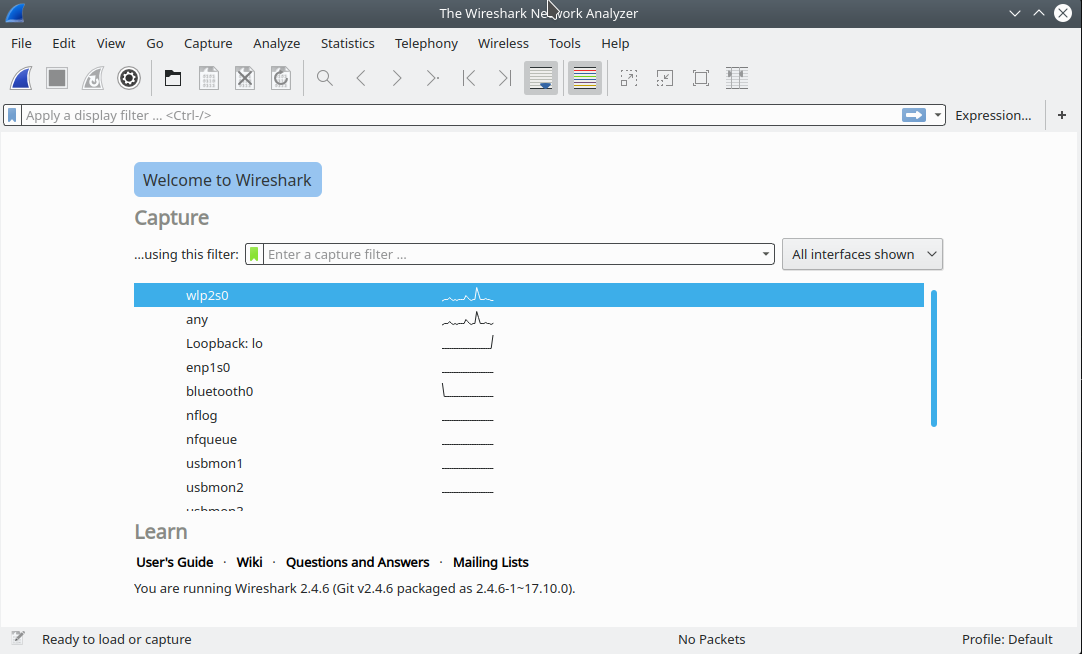 The Wireshark Network Analyzer
File Edit View Go Capture Analyze Statistics Telephony Wireless Tools Help
Apply a display filter ... <Ctrl-/> Expression... +
Welcome to Wireshark
Capture
...using this filter: Enter a capture filter ... All interfaces shown
wlp2s0
any
Loopback: lo
enp1s0
bluetooth0
nflog
nfqueue
usbmon1
usbmon2
Learn
User's Guide · Wiki · Questions and Answers · Mailing Lists
You are running Wireshark 2.4.6 (Git v2.4.6 packaged as 2.4.6-1~17.10.0).
Ready to load or capture No Packets Profile: Default